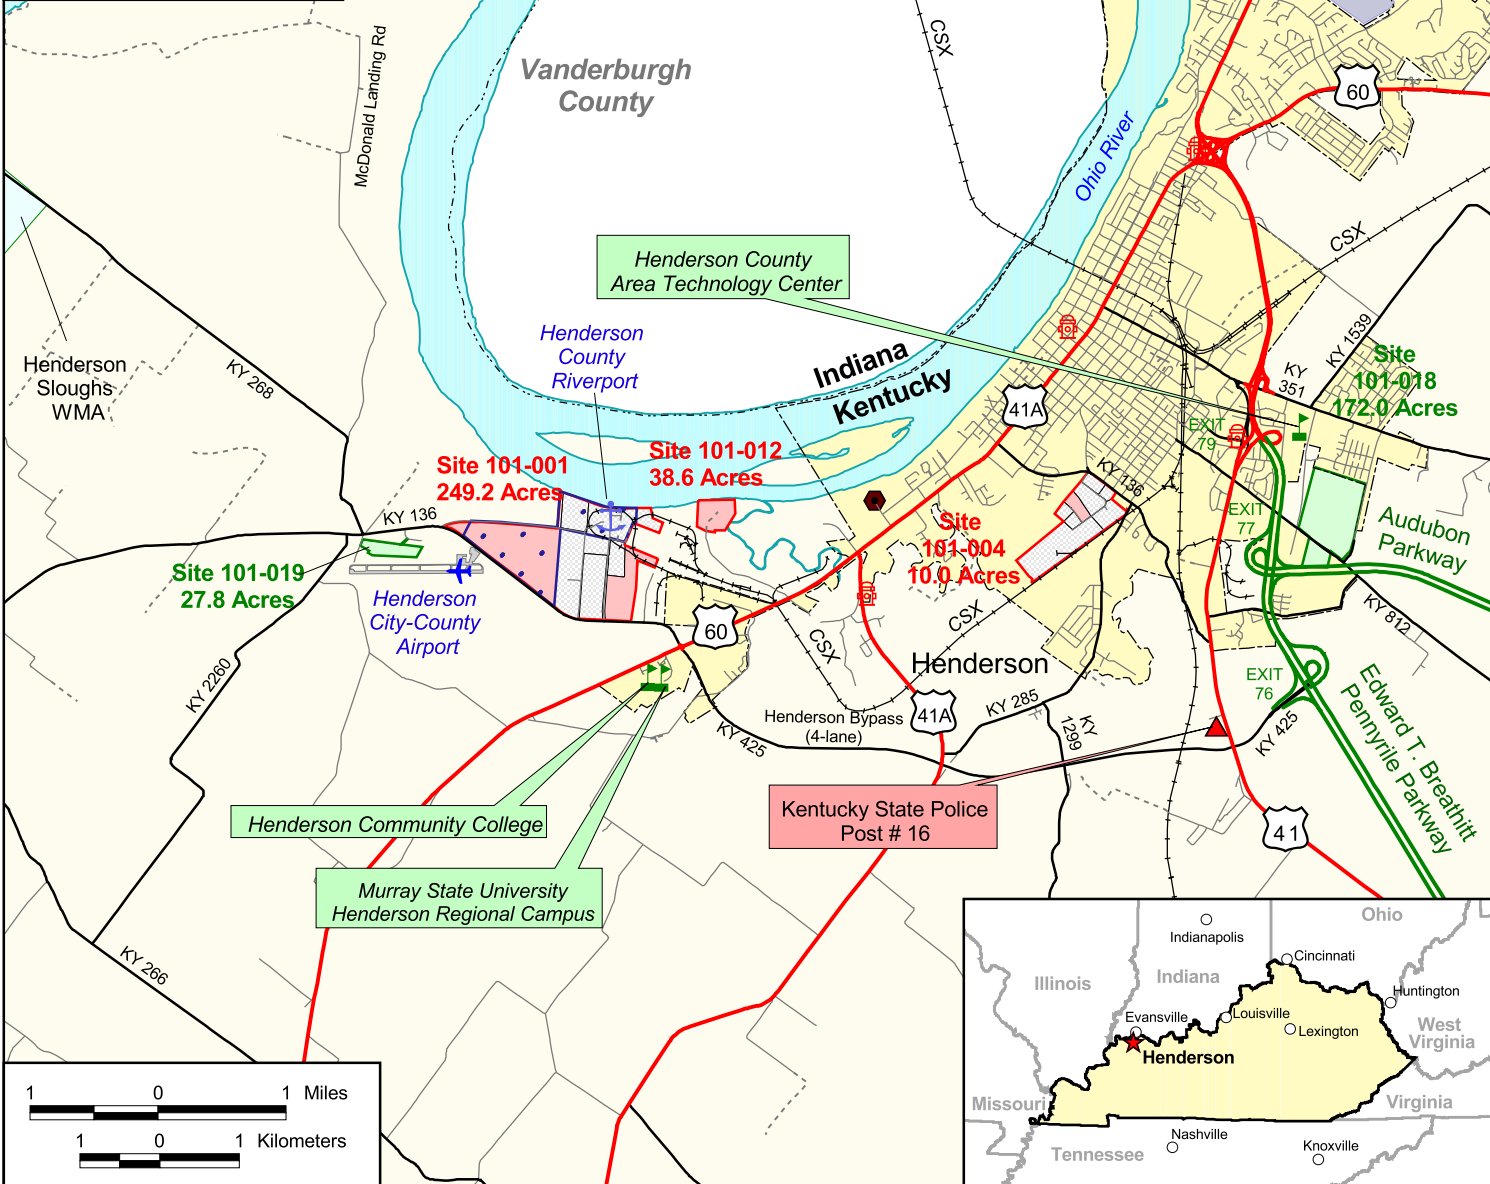 McDonald Landing Rd
Vanderburgh
County
CSX
60
Ohio River
CSX
Henderson County
Area Technology Center
Henderson
County
Riverport
Indiana
Kentucky
41A
KY 1539
KY
351
Site
101-018
172.0 Acres
Henderson
Sloughs
WMA
KY 268
EXIT
79
Site 101-001
249.2 Acres
Site 101-012
38.6 Acres
KY 136
KY 136
Site
101-004
10.0 Acres
EXIT
77
Audubon
Parkway
Site 101-019
27.8 Acres
Henderson
City-County
Airport
60
CSX
CSX
KY 812
Henderson
KY 2260
EXIT
76
41A
KY 285
KY
1299
Henderson Bypass
(4-lane)
KY 425
KY 425
Edward T. Breathitt
Pennyrile Parkway
Henderson Community College
Kentucky State Police
Post # 16
41
Murray State University
Henderson Regional Campus
KY 266
Indianapolis
Ohio
Cincinnati
Illinois
Indiana
Huntington
Evansville
Louisville
Lexington
West
Virginia
Henderson
Missouri
Virginia
Nashville
Knoxville
Tennessee
1 0 1 Miles
1 0 1 Kilometers